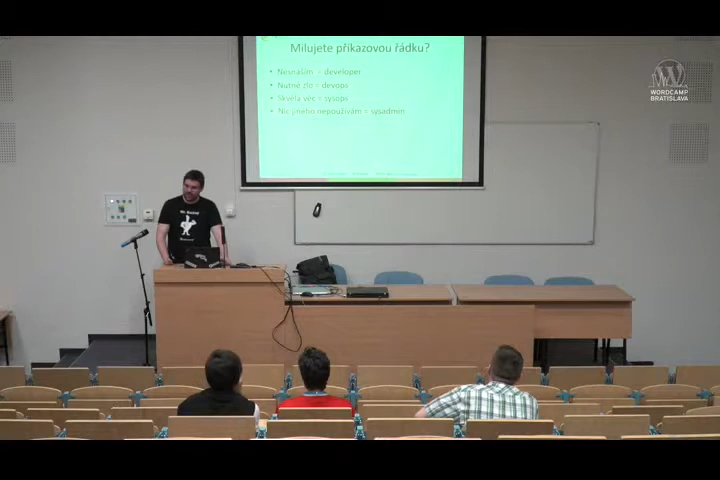 Milujete příkazovou řádku?
• Nesnáším = developer
• Nutné zlo = devops
• Skvělá věc = sysops
• Nic jiného nepoužívám = sysadmin
WORDCAMP
BRATISLAVA